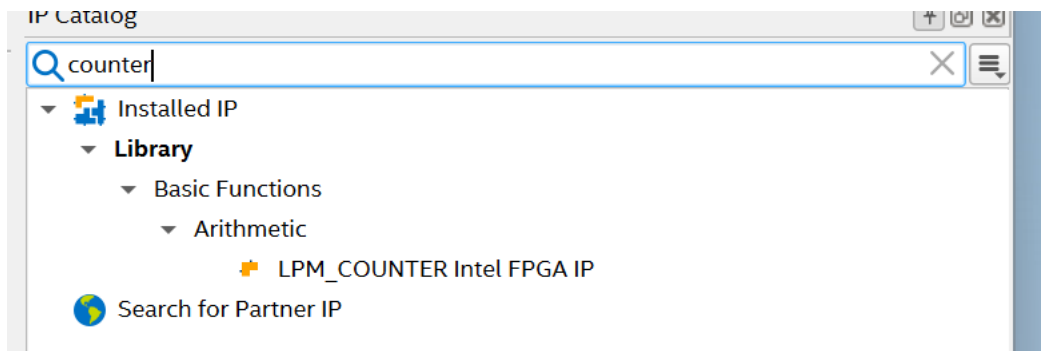 IP Catalog
counter
Installed IP
Library
Basic Functions
Arithmetic
LPM_COUNTER Intel FPGA IP
Search for Partner IP